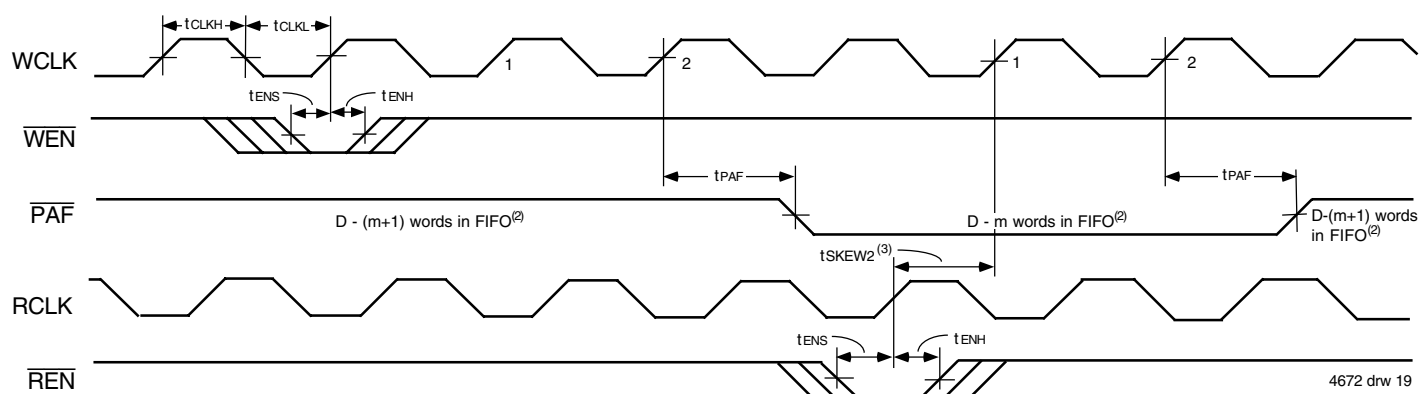 tCLKH tCLKL
WCLK 1 2 1 2
tENS tENH
WEN
tPAF tPAF
PAF D - (m+1) words in FIFO(2) D - m words in FIFO(2) D-(m+1) words
in FIFO(2)
tSKEW2(3)
RCLK
tENS tENH
REN
4672 drw 19